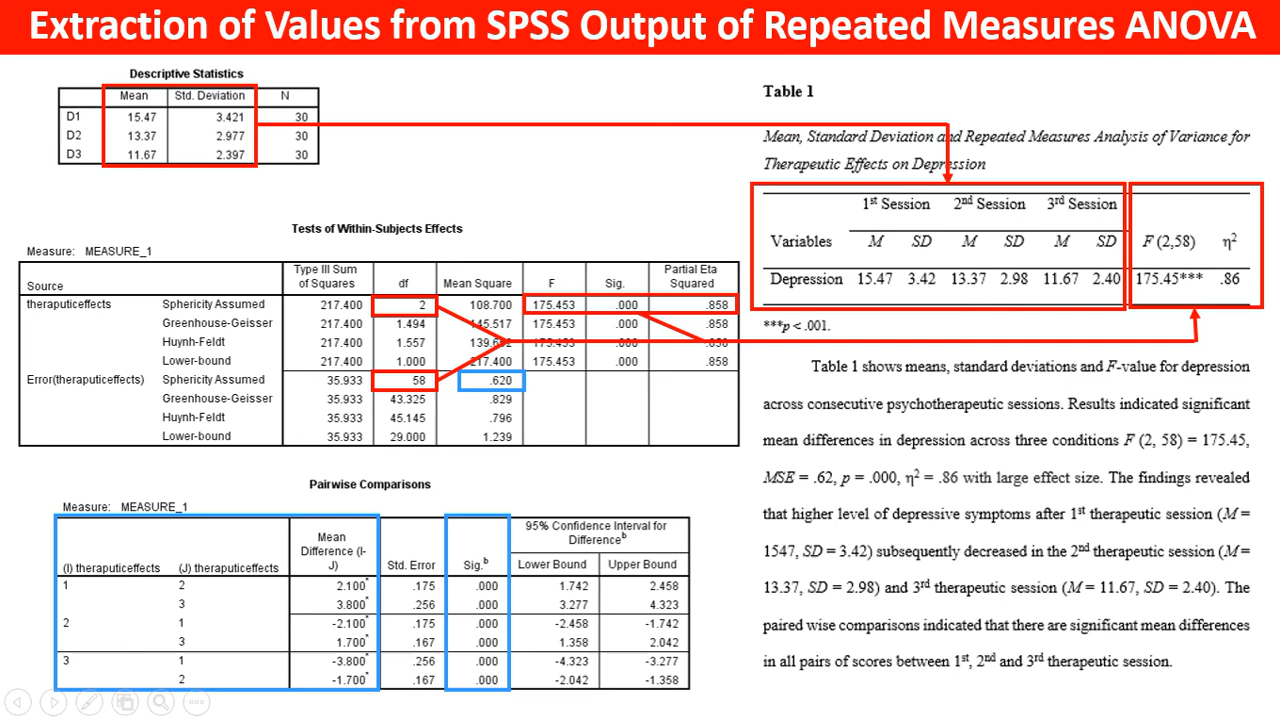 Extraction of Values from SPSS Output of Repeated Measures ANOVA
Descriptive Statistics
Mean Std. Deviation N
D1 15.47 3.421 30
D2 13.37 2.977 30
D3 11.67 2.397 30
Tests of Within-Subjects Effects
Measure: MEASURE_1
Source Type III Sum of Squares df Mean Square F Sig. Partial Eta Squared
theraputiceffects Sphericity Assumed 217.400 2 108.700 175.453 .000 .858
Greenhouse-Geisser 217.400 1.494 145.517 175.453 .000 .858
Huynh-Feldt 217.400 1.557 175.453 .000
Lower-bound 217.400 1.000 217.400 175.453 .000 .858
Error(theraputiceffects) Sphericity Assumed 35.933 58 .620
Greenhouse-Geisser 35.933 43.325 .829
Huynh-Feldt 35.933 45.145 .796
Lower-bound 35.933 29.000 1.239
Pairwise Comparisons
Measure: MEASURE_1
(I) theraputiceffects (J) theraputiceffects Mean Difference (I-J) Std. Error Sig.b 95% Confidence Interval for Differenceb
Lower Bound Upper Bound
1 2 2.100* .175 .000 1.742 2.458
3 3.800* .256 .000 3.277 4.323
2 1 -2.100* .175 .000 -2.458 -1.742
3 1.700* .167 .000 1.358 2.042
3 1 -3.800* .256 .000 -4.323 -3.277
2 -1.700* .167 .000 -2.042 -1.358
Table 1
Mean, Standard Deviation and Repeated Measures Analysis of Variance for
Therapeutic Effects on Depression
1st Session 2nd Session 3rd Session
Variables M SD M SD M SD F (2,58) η2
Depression 15.47 3.42 13.37 2.98 11.67 2.40 175.45*** .86
***p < .001.
Table 1 shows means, standard deviations and F-value for depression
across consecutive psychotherapeutic sessions. Results indicated significant
mean differences in depression across three conditions F (2, 58) = 175.45,
MSE = .62, p = .000, η2 = .86 with large effect size. The findings revealed
that higher level of depressive symptoms after 1st therapeutic session (M =
1547, SD = 3.42) subsequently decreased in the 2nd therapeutic session (M =
13.37, SD = 2.98) and 3rd therapeutic session (M = 11.67, SD = 2.40). The
paired wise comparisons indicated that there are significant mean differences
in all pairs of scores between 1st, 2nd and 3rd therapeutic session.